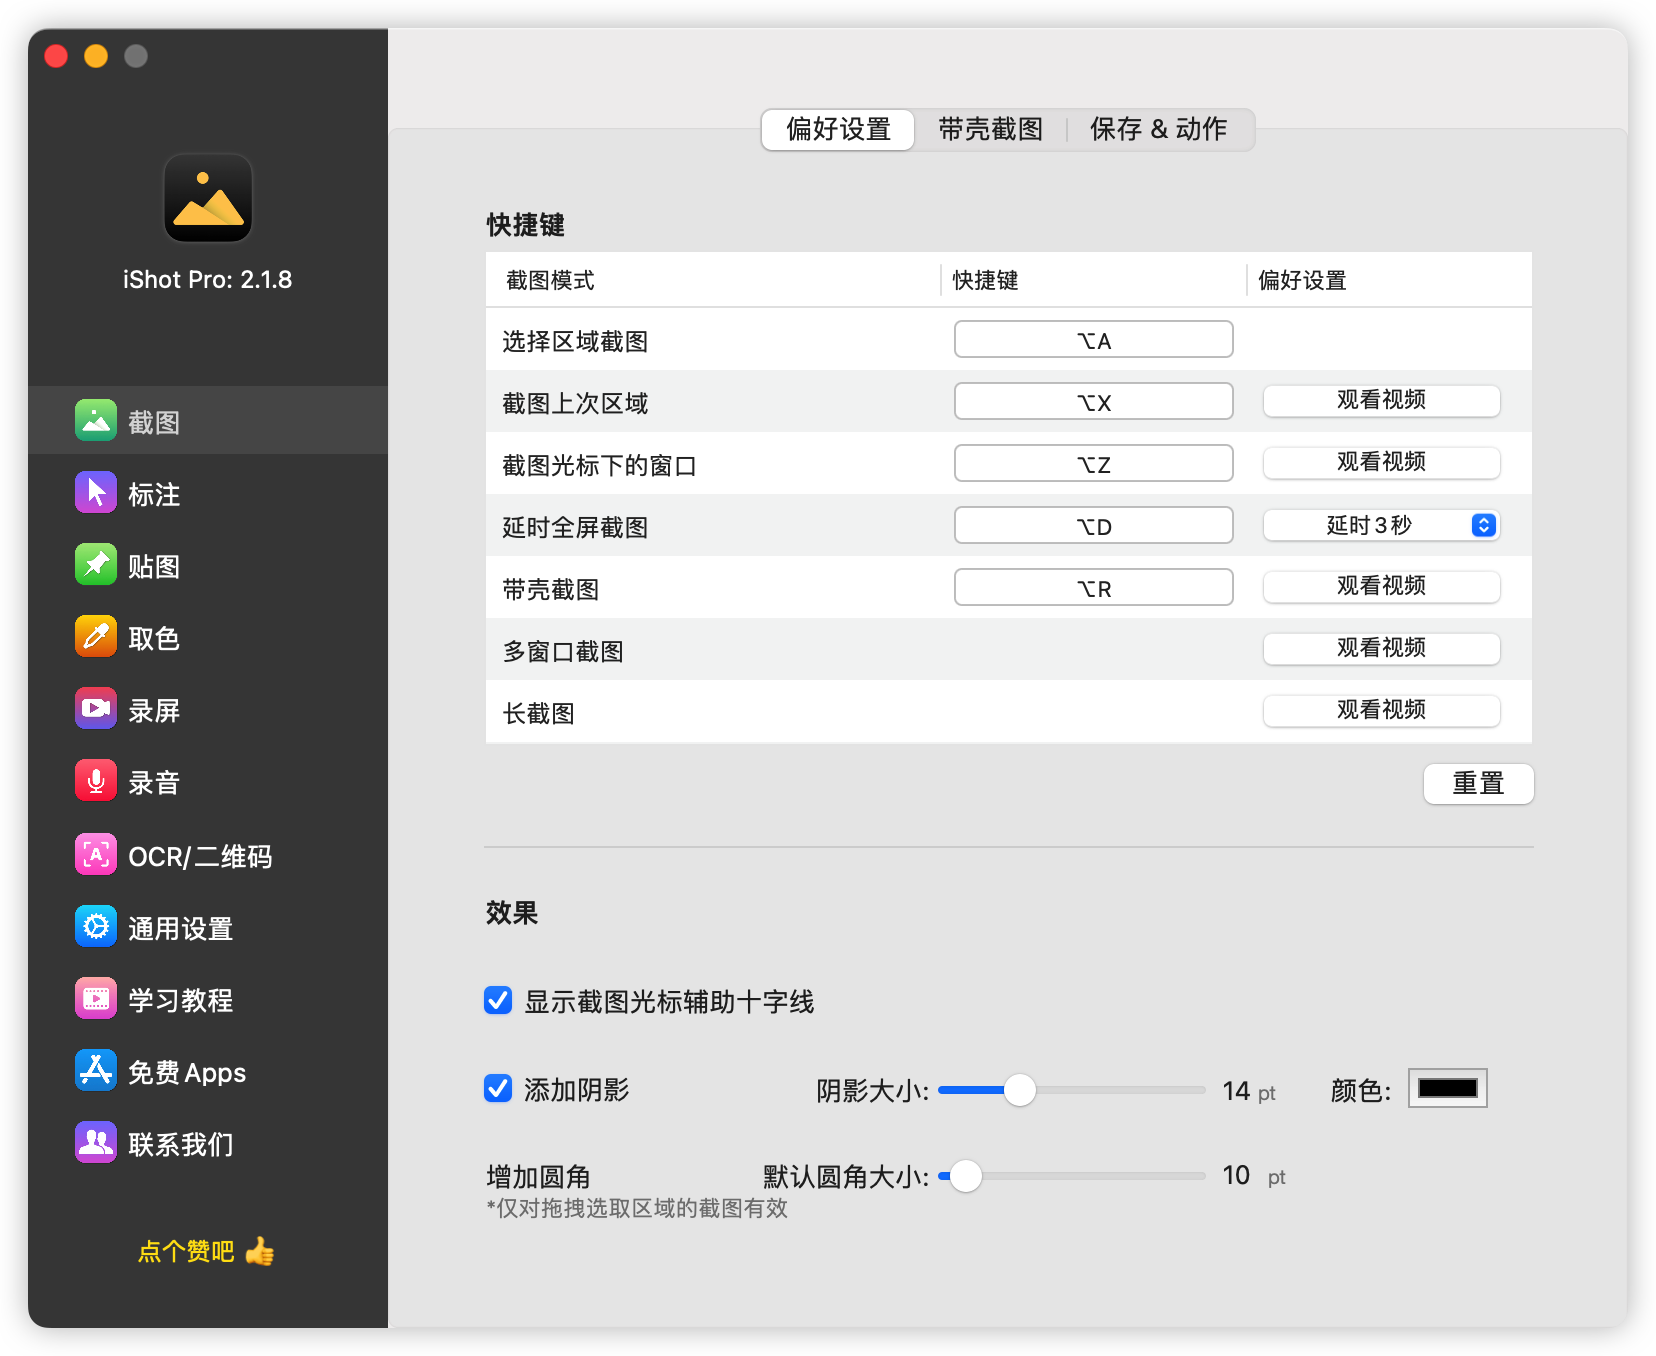 iShot Pro: 2.1.8
截图
标注
贴图
取色
录屏
录音
OCR/二维码
通用设置
学习教程
免费 Apps
联系我们
点个赞吧 👍
偏好设置 带壳截图 保存 & 动作
快捷键
截图模式 快捷键 偏好设置
选择区域截图 ⌥A
截图上次区域 ⌥X 观看视频
截图光标下的窗口 ⌥Z 观看视频
延时全屏截图 ⌥D 延时 3 秒
带壳截图 ⌥R 观看视频
多窗口截图 观看视频
长截图 观看视频
重置
效果
显示截图光标辅助十字线
添加阴影 阴影大小: 14 pt 颜色:
增加圆角 默认圆角大小: 10 pt
*仅对拖拽选取区域的截图有效